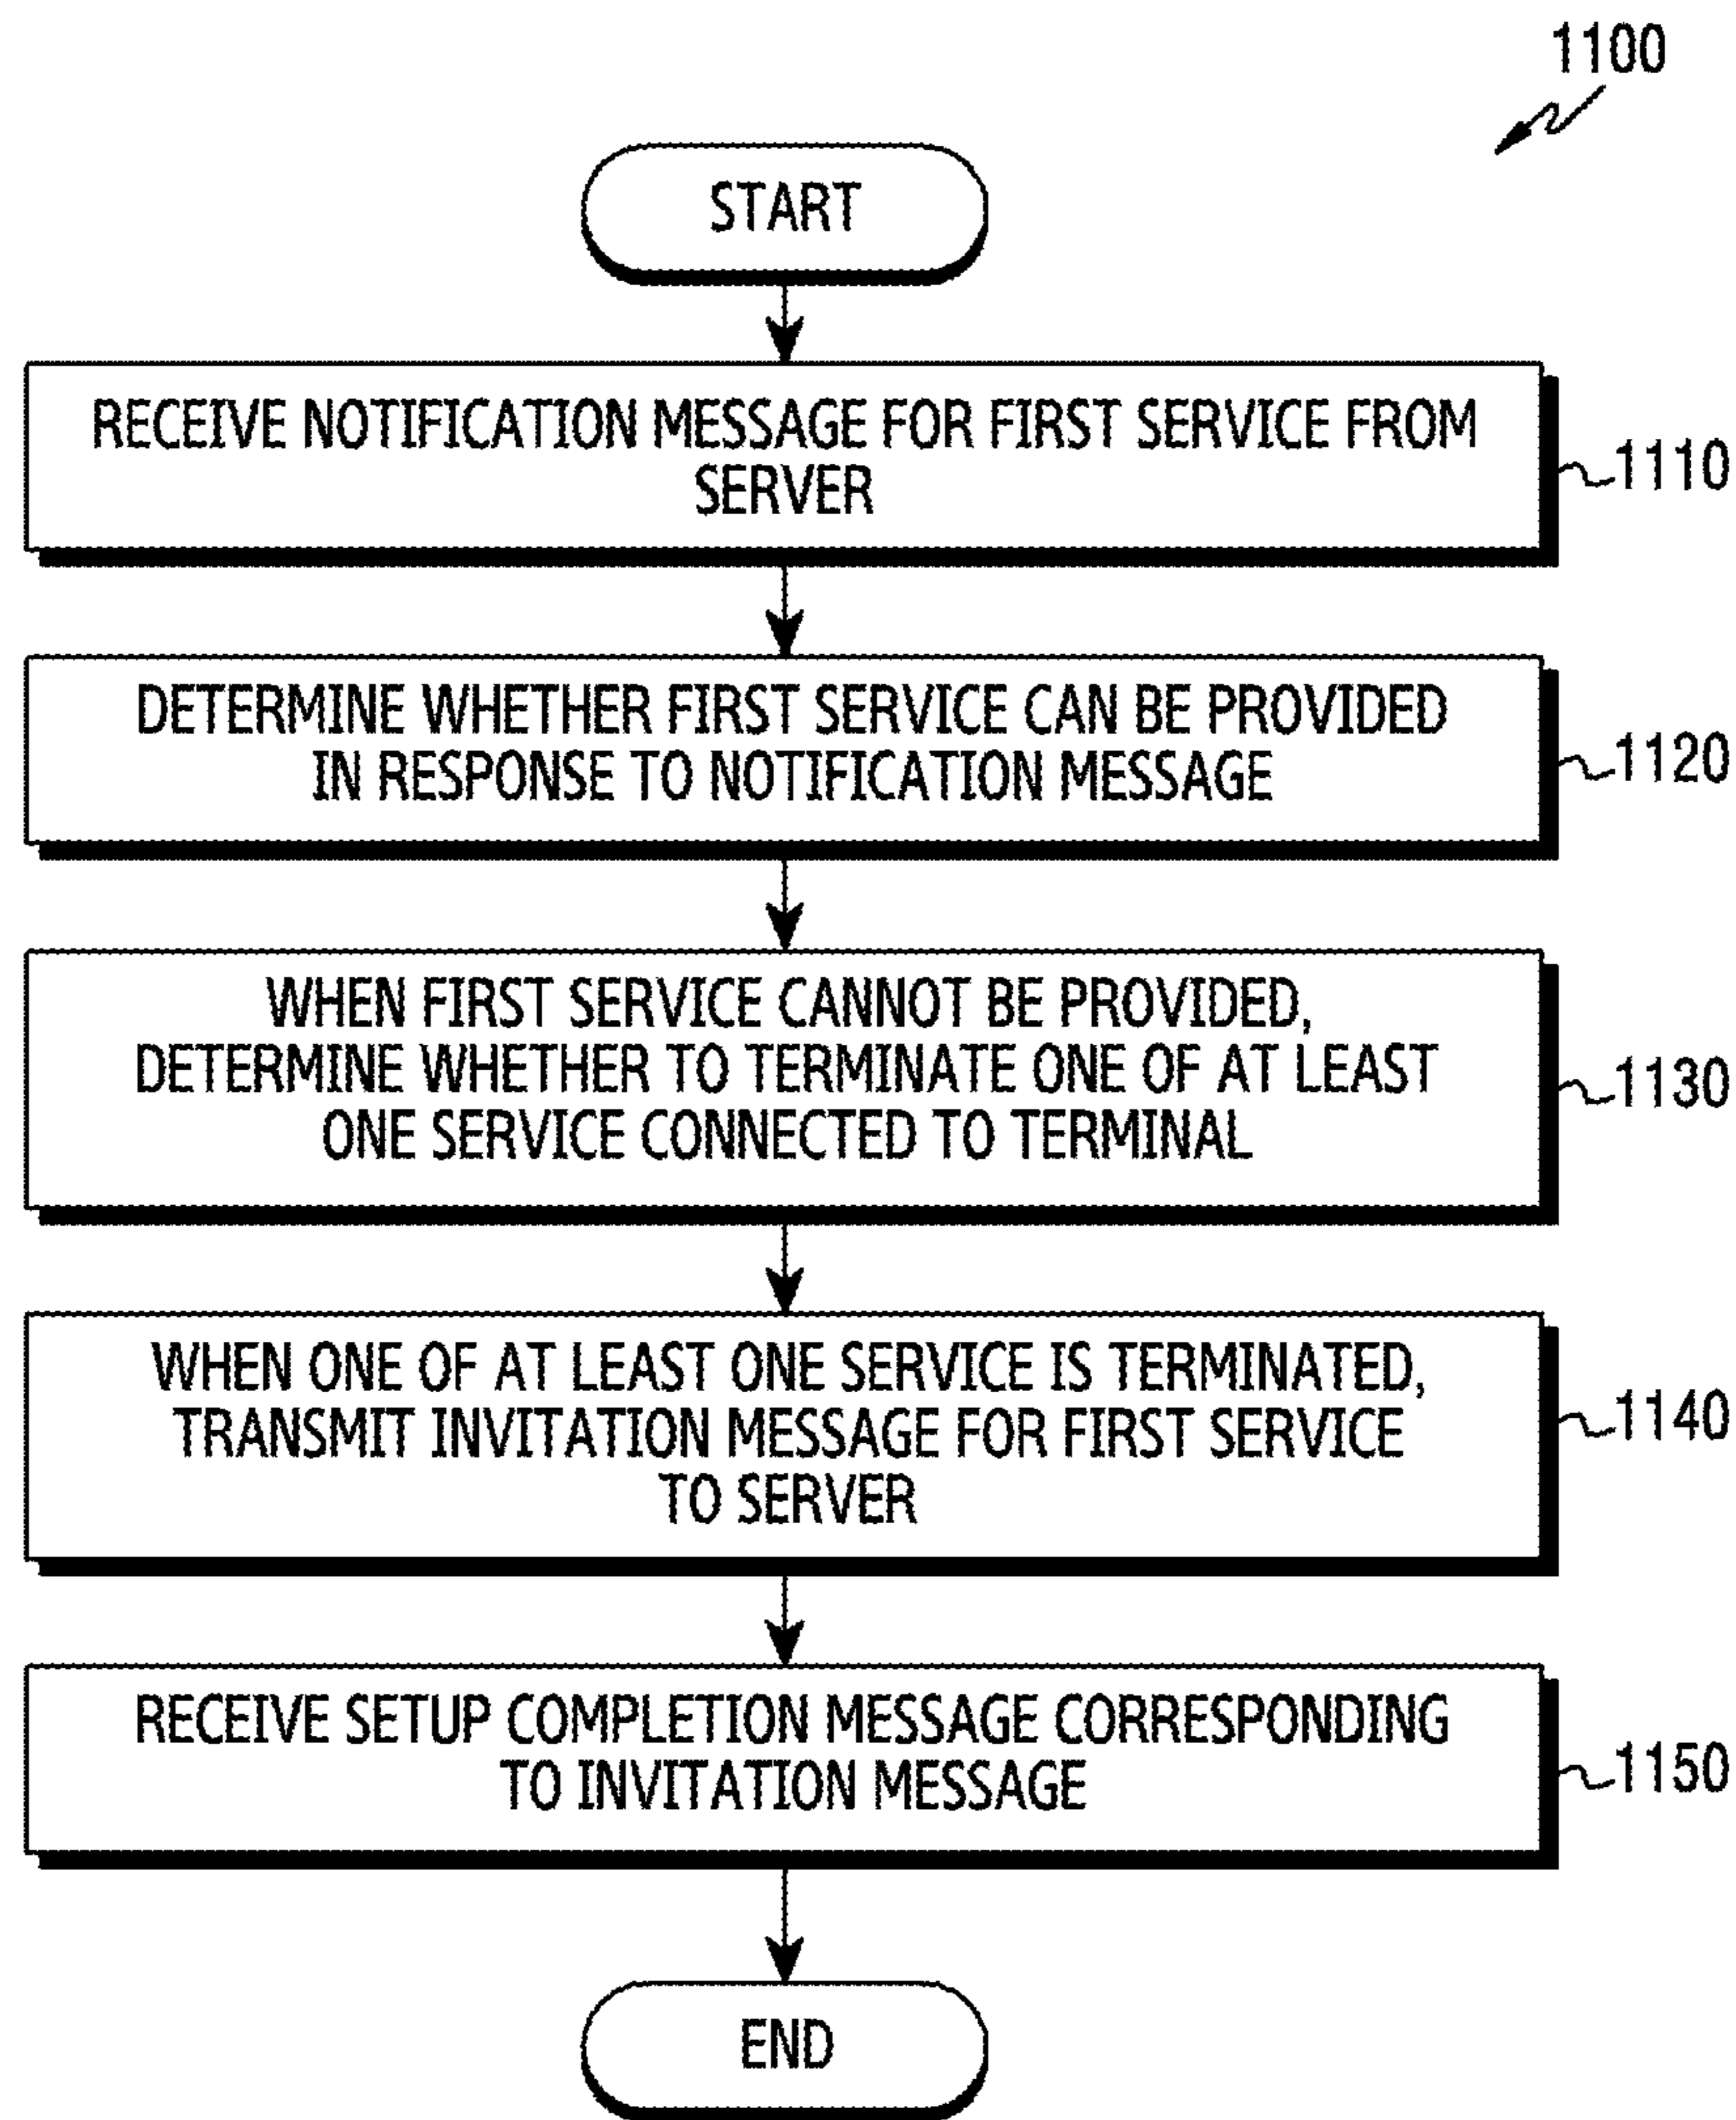 1100
START
RECEIVE NOTIFICATION MESSAGE FOR FIRST SERVICE FROM
SERVER
1110
DETERMINE WHETHER FIRST SERVICE CAN BE PROVIDED
IN RESPONSE TO NOTIFICATION MESSAGE
1120
WHEN FIRST SERVICE CANNOT BE PROVIDED,
DETERMINE WHETHER TO TERMINATE ONE OF AT LEAST
ONE SERVICE CONNECTED TO TERMINAL
1130
WHEN ONE OF AT LEAST ONE SERVICE IS TERMINATED,
TRANSMIT INVITATION MESSAGE FOR FIRST SERVICE
TO SERVER
1140
RECEIVE SETUP COMPLETION MESSAGE CORRESPONDING
TO INVITATION MESSAGE
1150
END